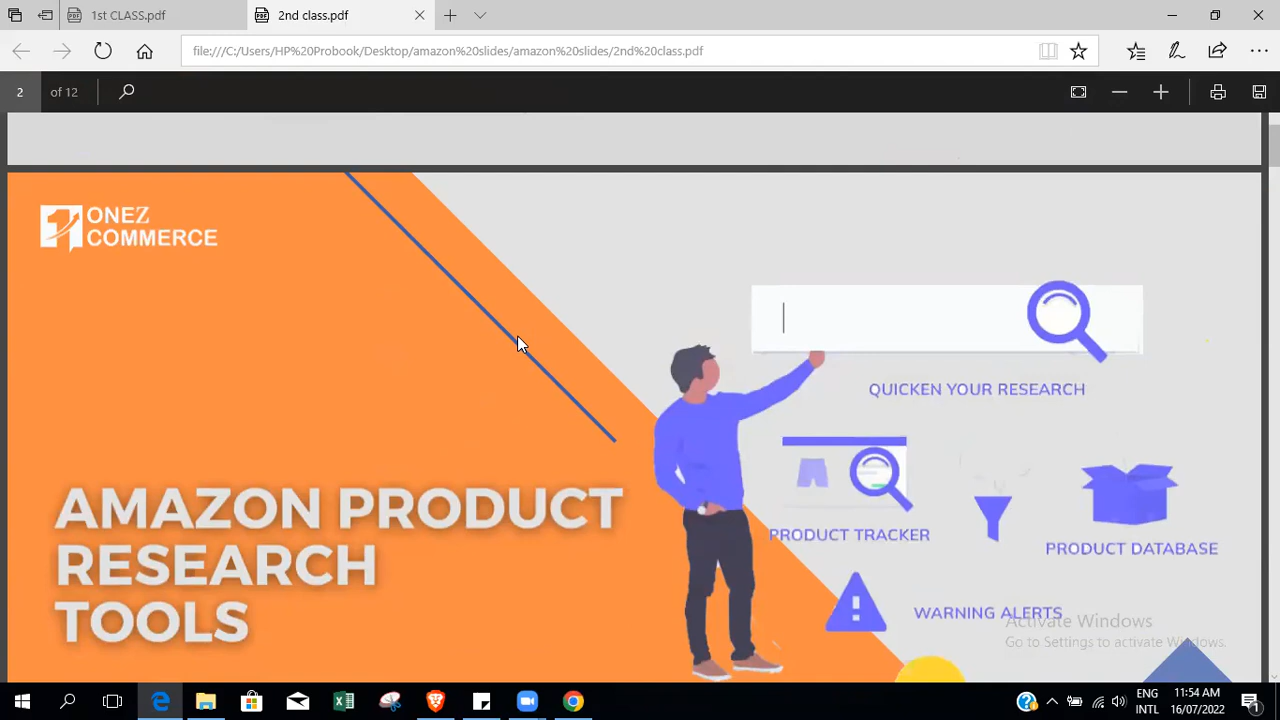 1ST CLASS.pdf
2nd class.pdf
file:///C:/Users/HP%20Probook/Desktop/amazon%20slides/amazon%20slides/2nd%20class.pdf
2 of 12
ONEZ
COMMERCE
QUICKEN YOUR RESEARCH
AMAZON PRODUCT
RESEARCH
TOOLS
PRODUCT TRACKER
PRODUCT DATABASE
WARNING ALERTS
Activate Windows
Go to Settings to activate Windows.
ENG
INTL
11:54 AM
16/07/2022